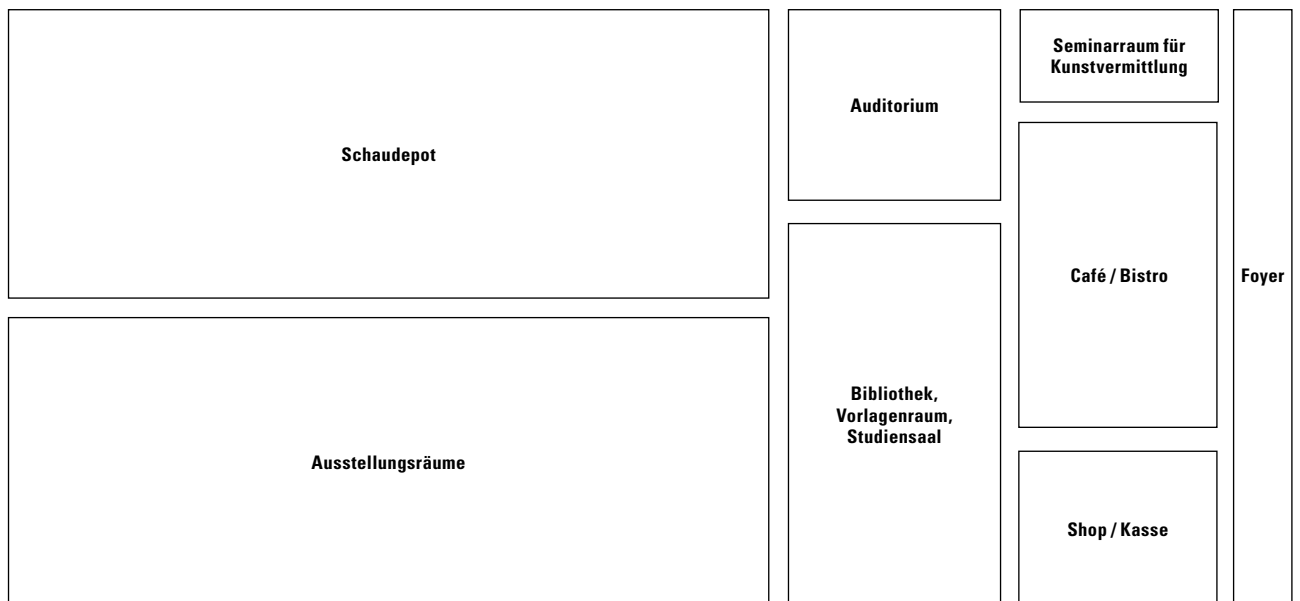 Schaudepot
Ausstellungsräume
Auditorium
Bibliothek,
Vorlagenraum,
Studiensaal
Seminarraum für
Kunstvermittlung
Café / Bistro
Shop / Kasse
Foyer